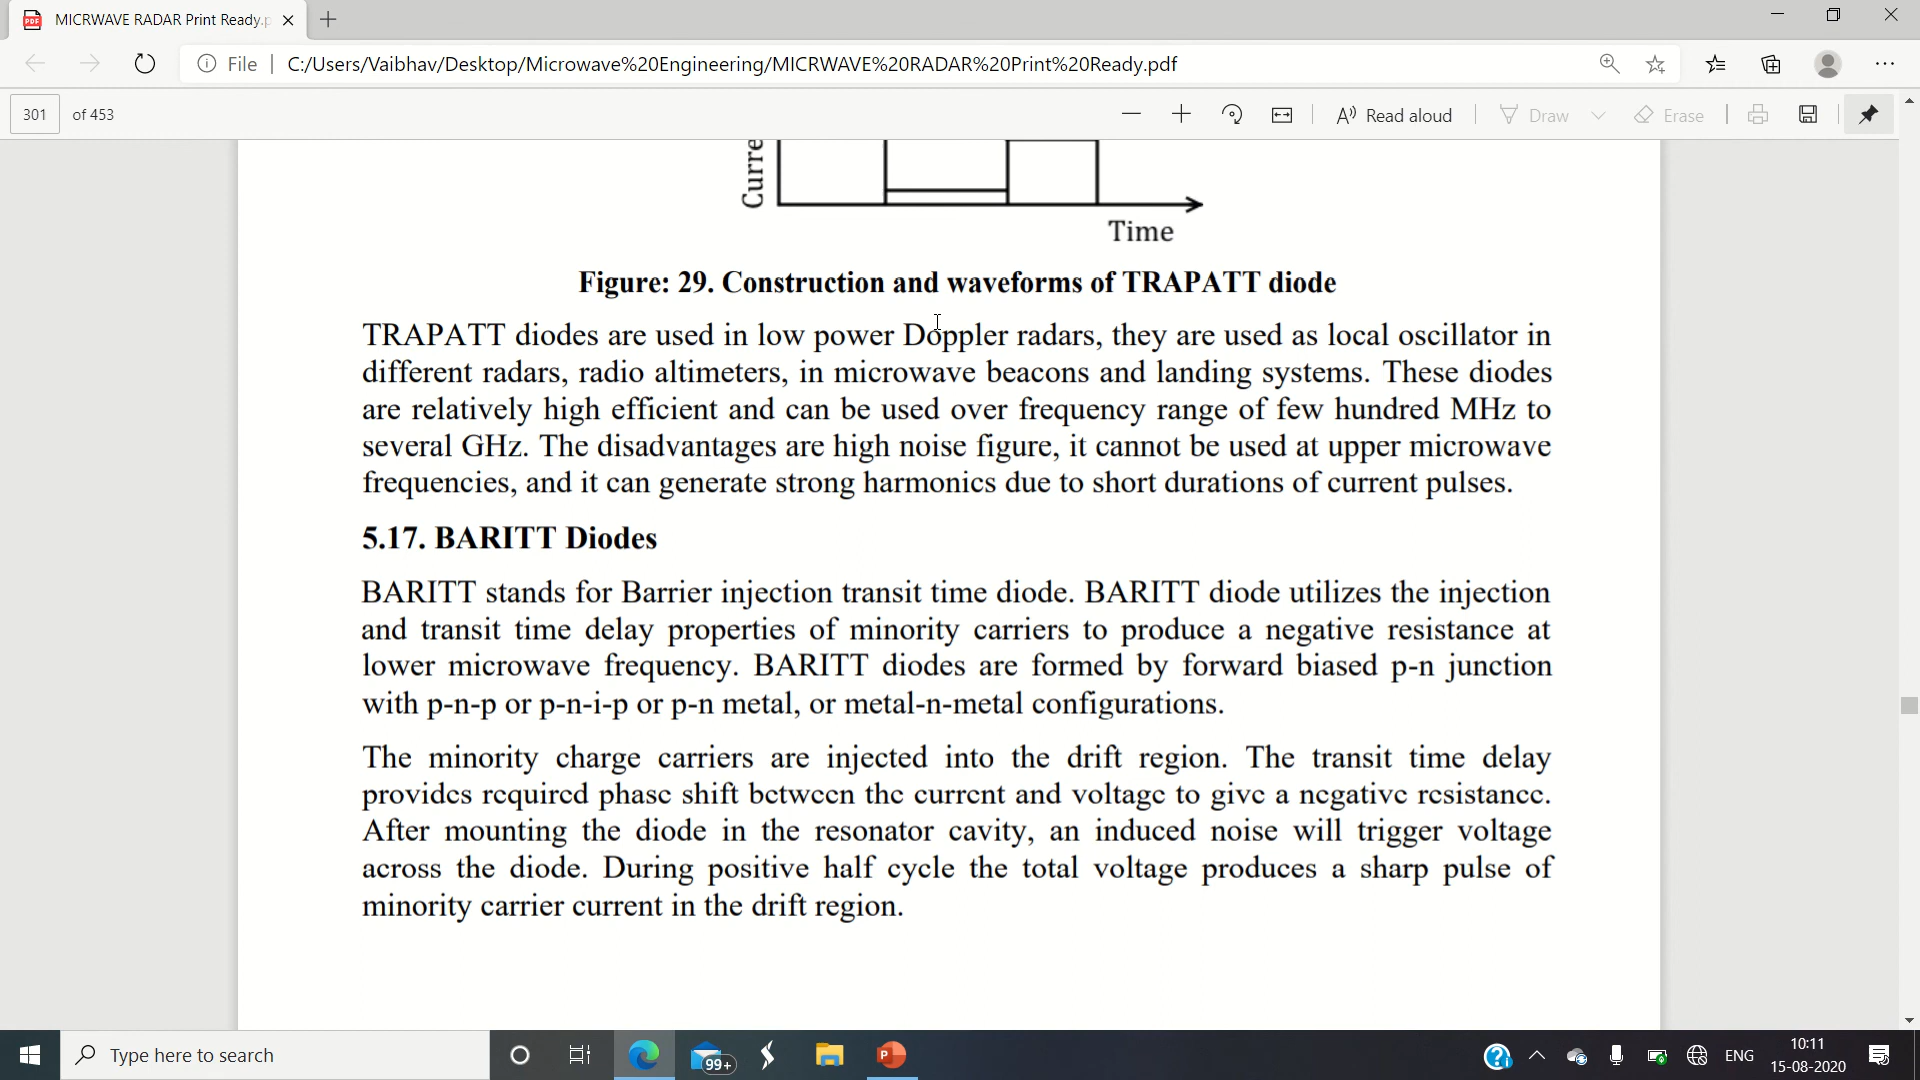 MICRWAVE RADAR Print Ready.p
File
C:/Users/Vaibhav/Desktop/Microwave%20Engineering/MICRWAVE%20RADAR%20Print%20Ready.pdf
301 of 453
Read aloud
Draw
Erase
Curre
Time
Figure: 29. Construction and waveforms of TRAPATT diode
TRAPATT diodes are used in low power Doppler radars, they are used as local oscillator in
different radars, radio altimeters, in microwave beacons and landing systems. These diodes
are relatively high efficient and can be used over frequency range of few hundred MHz to
several GHz. The disadvantages are high noise figure, it cannot be used at upper microwave
frequencies, and it can generate strong harmonics due to short durations of current pulses.
5.17. BARITT Diodes
BARITT stands for Barrier injection transit time diode. BARITT diode utilizes the injection
and transit time delay properties of minority carriers to produce a negative resistance at
lower microwave frequency. BARITT diodes are formed by forward biased p-n junction
with p-n-p or p-n-i-p or p-n metal, or metal-n-metal configurations.
The minority charge carriers are injected into the drift region. The transit time delay
provides required phase shift between the current and voltage to give a negative resistance.
After mounting the diode in the resonator cavity, an induced noise will trigger voltage
across the diode. During positive half cycle the total voltage produces a sharp pulse of
minority carrier current in the drift region.
Type here to search
99+
ENG
10:11
15-08-2020